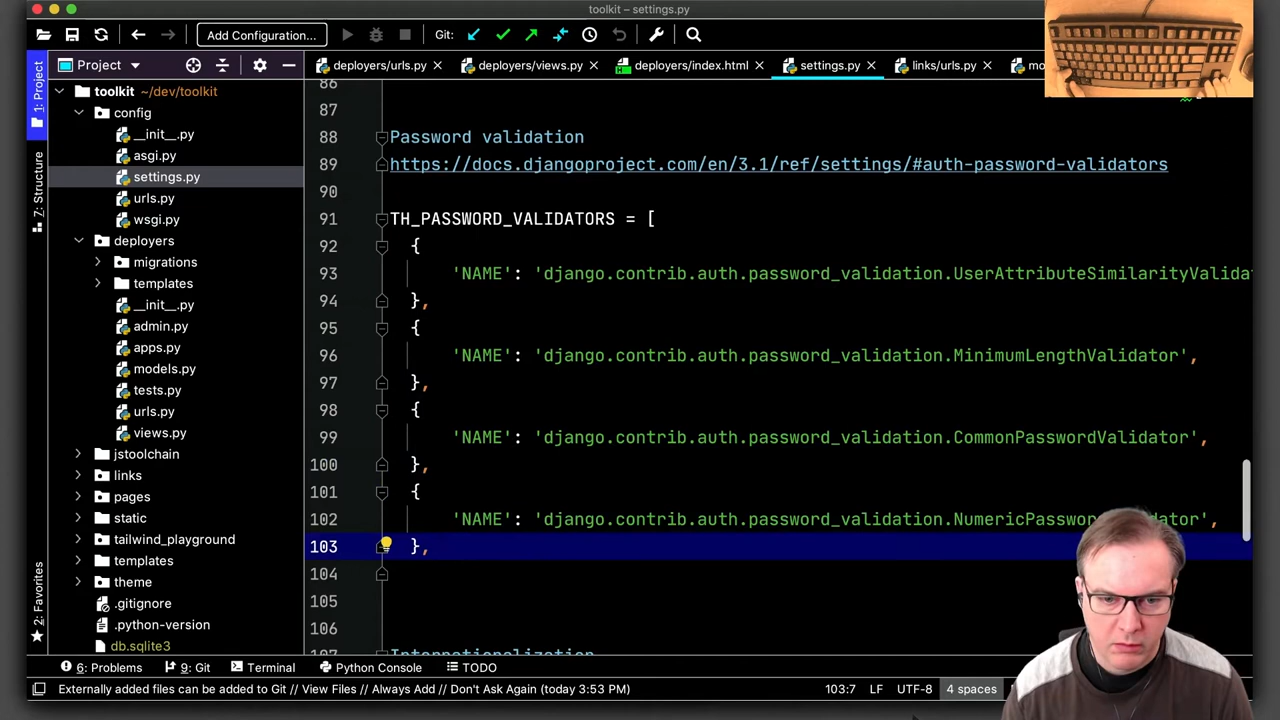 toolkit – settings.py
Add Configuration...
Git:
Project
deployers/urls.py
deployers/views.py
deployers/index.html
settings.py
links/urls.py
1: Project
Z: Structure
2: Favorites
toolkit ~/dev/toolkit
config
__init__.py
asgi.py
settings.py
urls.py
wsgi.py
deployers
migrations
templates
__init__.py
admin.py
apps.py
models.py
tests.py
urls.py
views.py
jstoolchain
links
pages
static
tailwind_playground
templates
theme
.gitignore
.python-version
db.sqlite3
86
87
88 Password validation
89 https://docs.djangoproject.com/en/3.1/ref/settings/#auth-password-validators
90
91 TH_PASSWORD_VALIDATORS = [
92 {
93 'NAME': 'django.contrib.auth.password_validation.UserAttributeSimilarityValidat
94 },
95 {
96 'NAME': 'django.contrib.auth.password_validation.MinimumLengthValidator',
97 },
98 {
99 'NAME': 'django.contrib.auth.password_validation.CommonPasswordValidator',
100 },
101 {
102 'NAME': 'django.contrib.auth.password_validation.
103 },
104
105
106
107 Internationalization
6: Problems
9: Git
Terminal
Python Console
TODO
Externally added files can be added to Git // View Files // Always Add // Don't Ask Again (today 3:53 PM)
103:7
LF
UTF-8
4 spaces